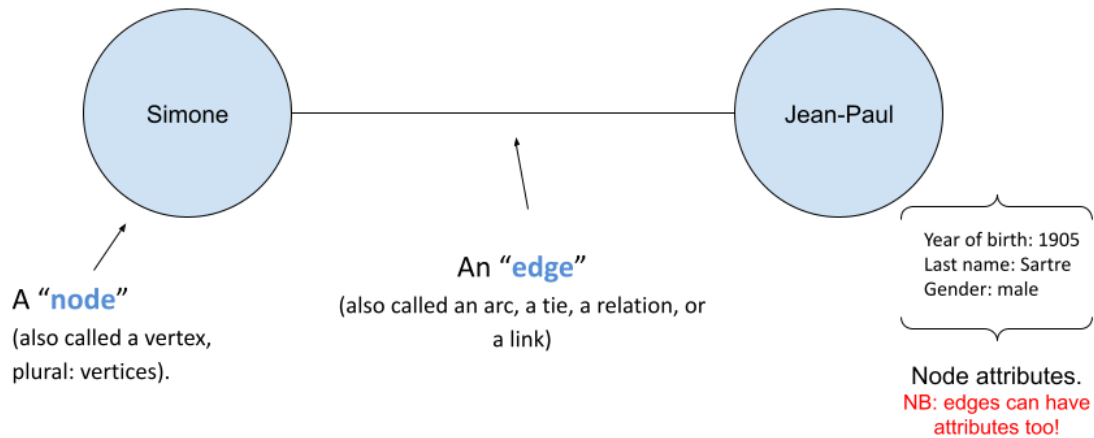 Simone
Jean-Paul
A “node”
(also called a vertex,
plural: vertices).
An “edge”
(also called an arc, a tie, a relation, or
a link)
Year of birth: 1905
Last name: Sartre
Gender: male
Node attributes.
NB: edges can have
attributes too!